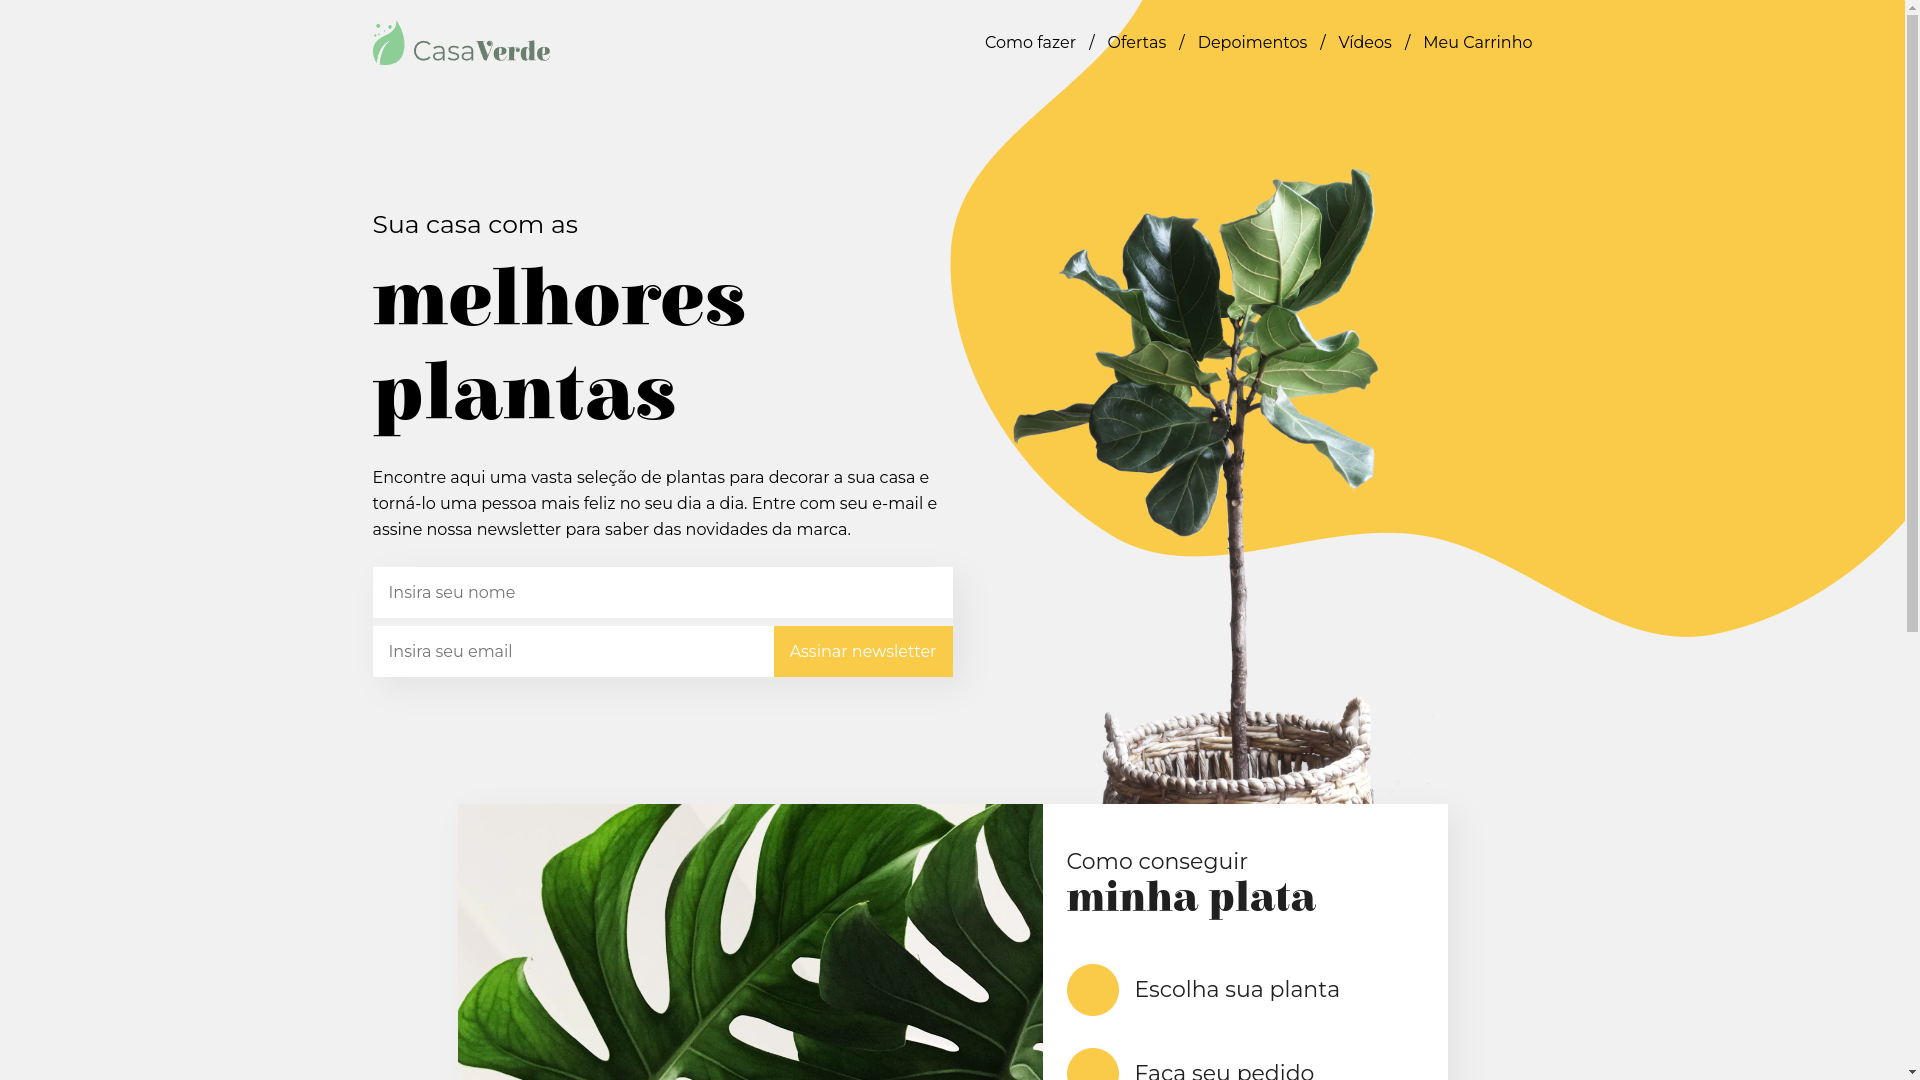 CasaVerde
Como fazer / Ofertas / Depoimentos / Vídeos / Meu Carrinho
Sua casa com as
melhores
plantas
Encontre aqui uma vasta seleção de plantas para decorar a sua casa e
torná-lo uma pessoa mais feliz no seu dia a dia. Entre com seu e-mail e
assine nossa newsletter para saber das novidades da marca.
Insira seu nome
Insira seu email
Assinar newsletter
Como conseguir
minha plata
Escolha sua planta
Faça seu pedido